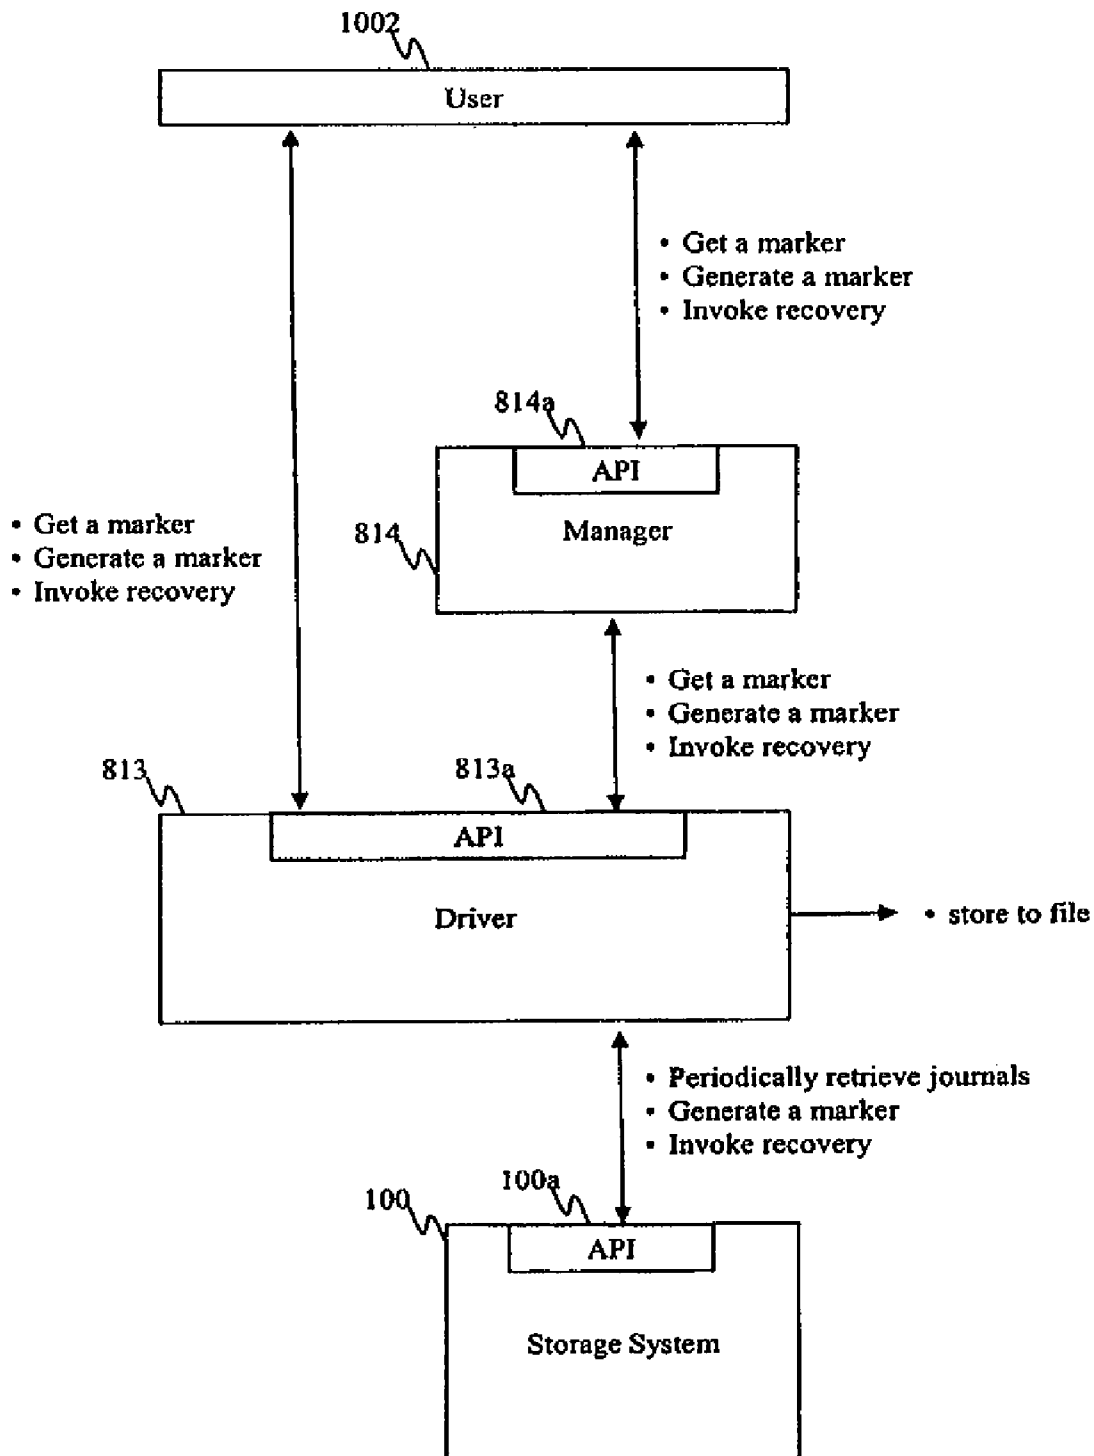 1002
User
• Get a marker
• Generate a marker
• Invoke recovery
814a
API
814
Manager
• Get a marker
• Generate a marker
• Invoke recovery
• Get a marker
• Generate a marker
• Invoke recovery
813
813a
API
Driver
• store to file
• Periodically retrieve journals
• Generate a marker
• Invoke recovery
100
100a
API
Storage System